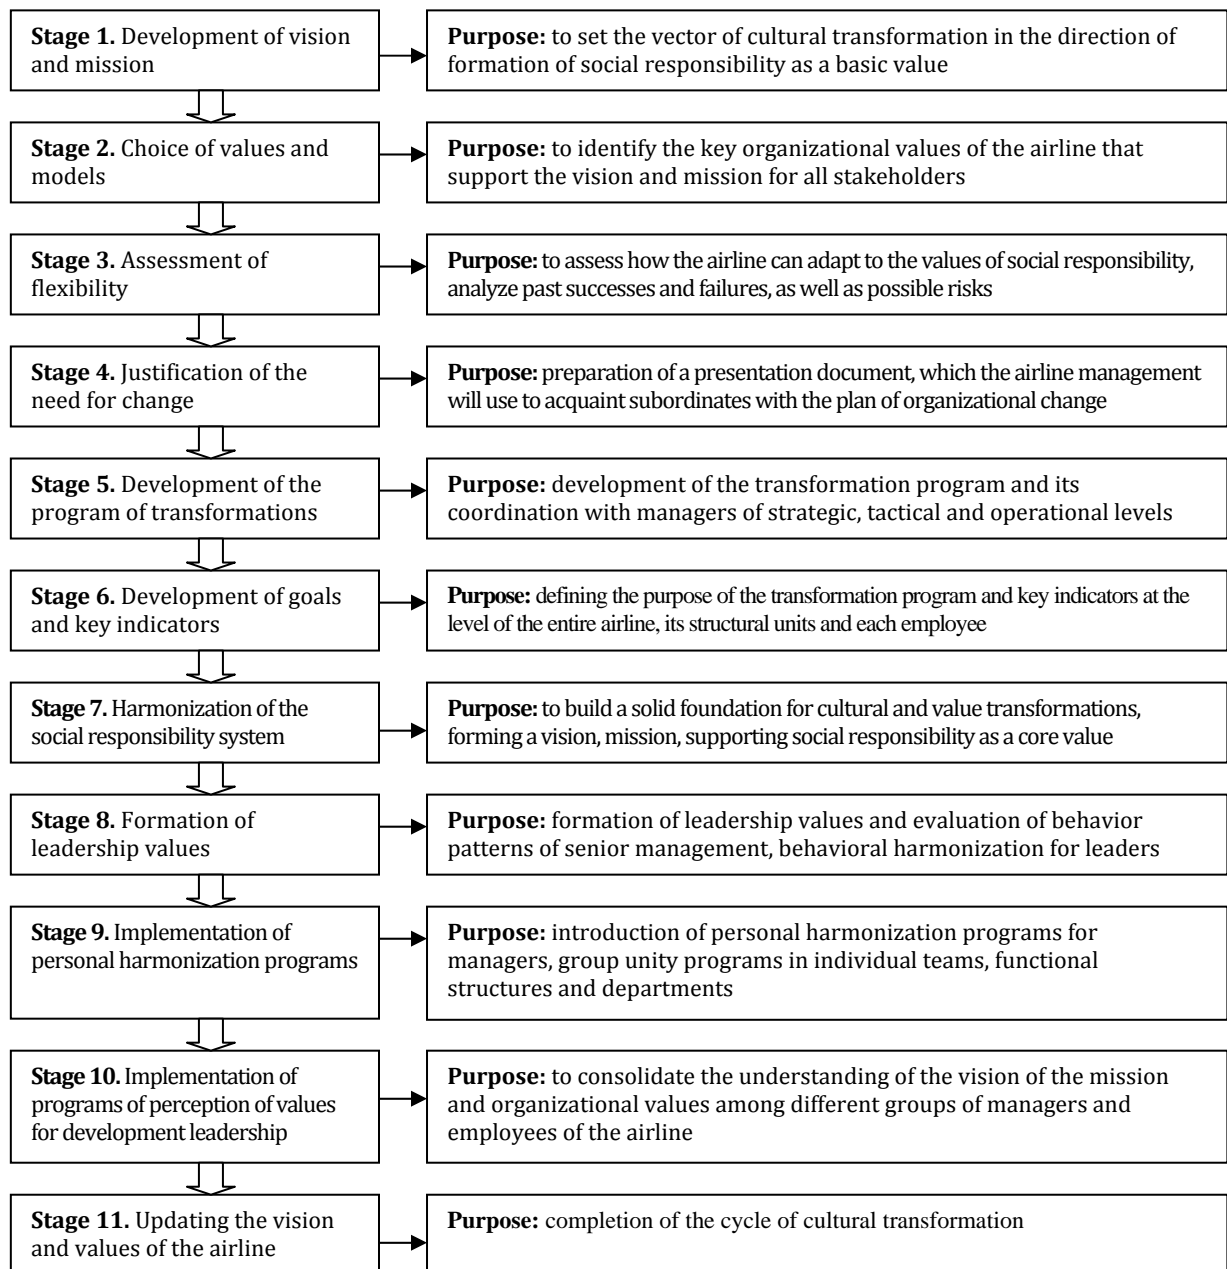 Stage 1. Development of vision
and mission
Purpose: to set the vector of cultural transformation in the direction of
formation of social responsibility as a basic value
Stage 2. Choice of values and
models
Purpose: to identify the key organizational values of the airline that
support the vision and mission for all stakeholders
Stage 3. Assessment of
flexibility
Purpose: to assess how the airline can adapt to the values of social responsibility,
analyze past successes and failures, as well as possible risks
Stage 4. Justification of the
need for change
Purpose: preparation of a presentation document, which the airline management
will use to acquaint subordinates with the plan of organizational change
Stage 5. Development of the
program of transformations
Purpose: development of the transformation program and its
coordination with managers of strategic, tactical and operational levels
Stage 6. Development of goals
and key indicators
Purpose: defining the purpose of the transformation program and key indicators at the
level of the entire airline, its structural units and each employee
Stage 7. Harmonization of the
social responsibility system
Purpose: to build a solid foundation for cultural and value transformations,
forming a vision, mission, supporting social responsibility as a core value
Stage 8. Formation of
leadership values
Purpose: formation of leadership values and evaluation of behavior
patterns of senior management, behavioral harmonization for leaders
Stage 9. Implementation of
personal harmonization programs
Purpose: introduction of personal harmonization programs for
managers, group unity programs in individual teams, functional
structures and departments
Stage 10. Implementation of
programs of perception of values
for development leadership
Purpose: to consolidate the understanding of the vision of the mission
and organizational values among different groups of managers and
employees of the airline
Stage 11. Updating the vision
and values of the airline
Purpose: completion of the cycle of cultural transformation